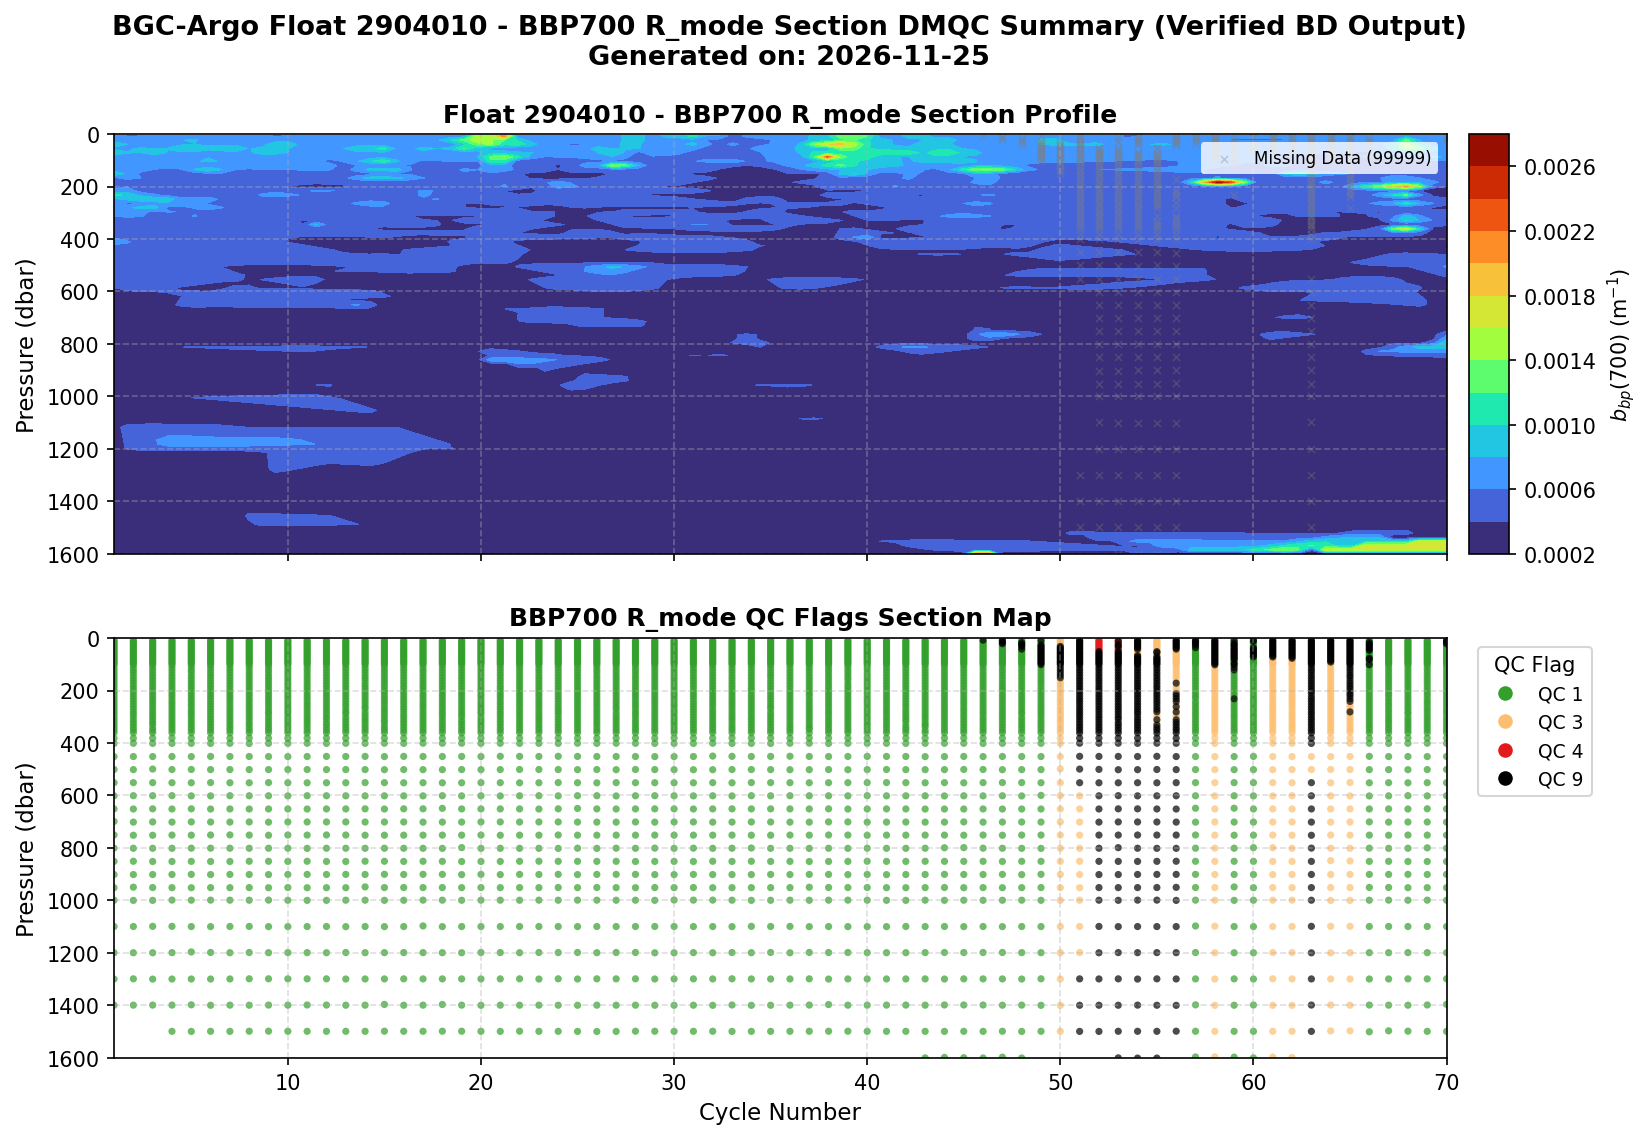 BGC-Argo Float 2904010 - BBP700 R_mode Section DMQC Summary (Verified BD Output)
Generated on: 2026-11-25
Float 2904010 - BBP700 R_mode Section Profile
Missing Data (99999)
Pressure (dbar)
0
200
400
600
800
1000
1200
1400
1600
0.0026
0.0022
0.0018
0.0014
0.0010
0.0006
0.0002
b_bp(700) (m⁻¹)
BBP700 R_mode QC Flags Section Map
Pressure (dbar)
0
200
400
600
800
1000
1200
1400
1600
10 20 30 40 50 60 70
Cycle Number
QC Flag
QC 1
QC 3
QC 4
QC 9